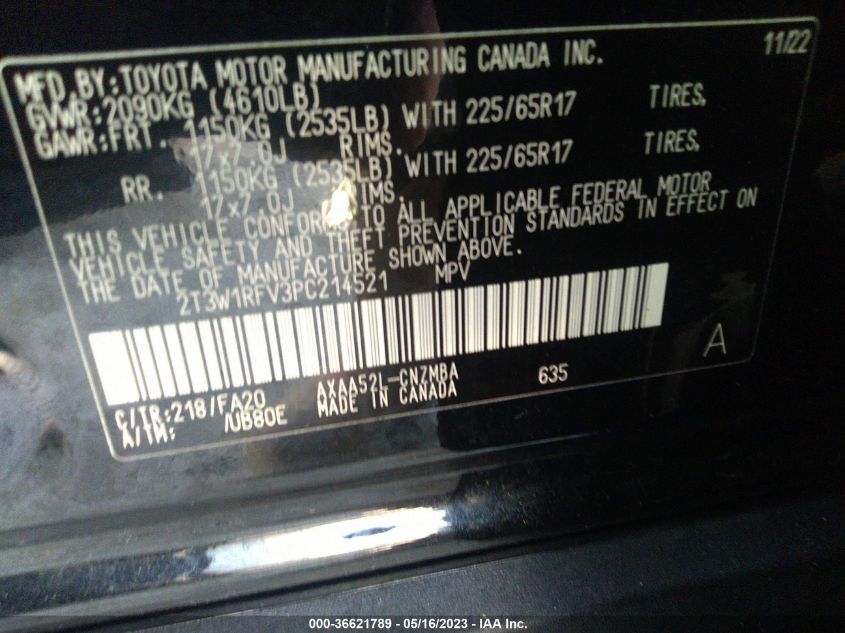 MFD.BY:TOYOTA MOTOR MANUFACTURING CANADA INC. 11/22
GVWR:2090KG (4610LB)
GAWR:FRT. 1150KG (2535LB) WITH 225/65R17 TIRES.
17x7.0J RIMS.
RR. 1150KG (2535LB) WITH 225/65R17 TIRES.
17x7.0J RIMS.
THIS VEHICLE CONFORMS TO ALL APPLICABLE FEDERAL MOTOR
VEHICLE SAFETY AND THEFT PREVENTION STANDARDS IN EFFECT ON
THE DATE OF MANUFACTURE SHOWN ABOVE.
2T3W1RFV3PC214521 MPV
A
C/TR:218/FA20 AXAA52L-CNZMBA 635
A/TM: /UB80E MADE IN CANADA
000-36621789 - 05/16/2023 - IAA Inc.